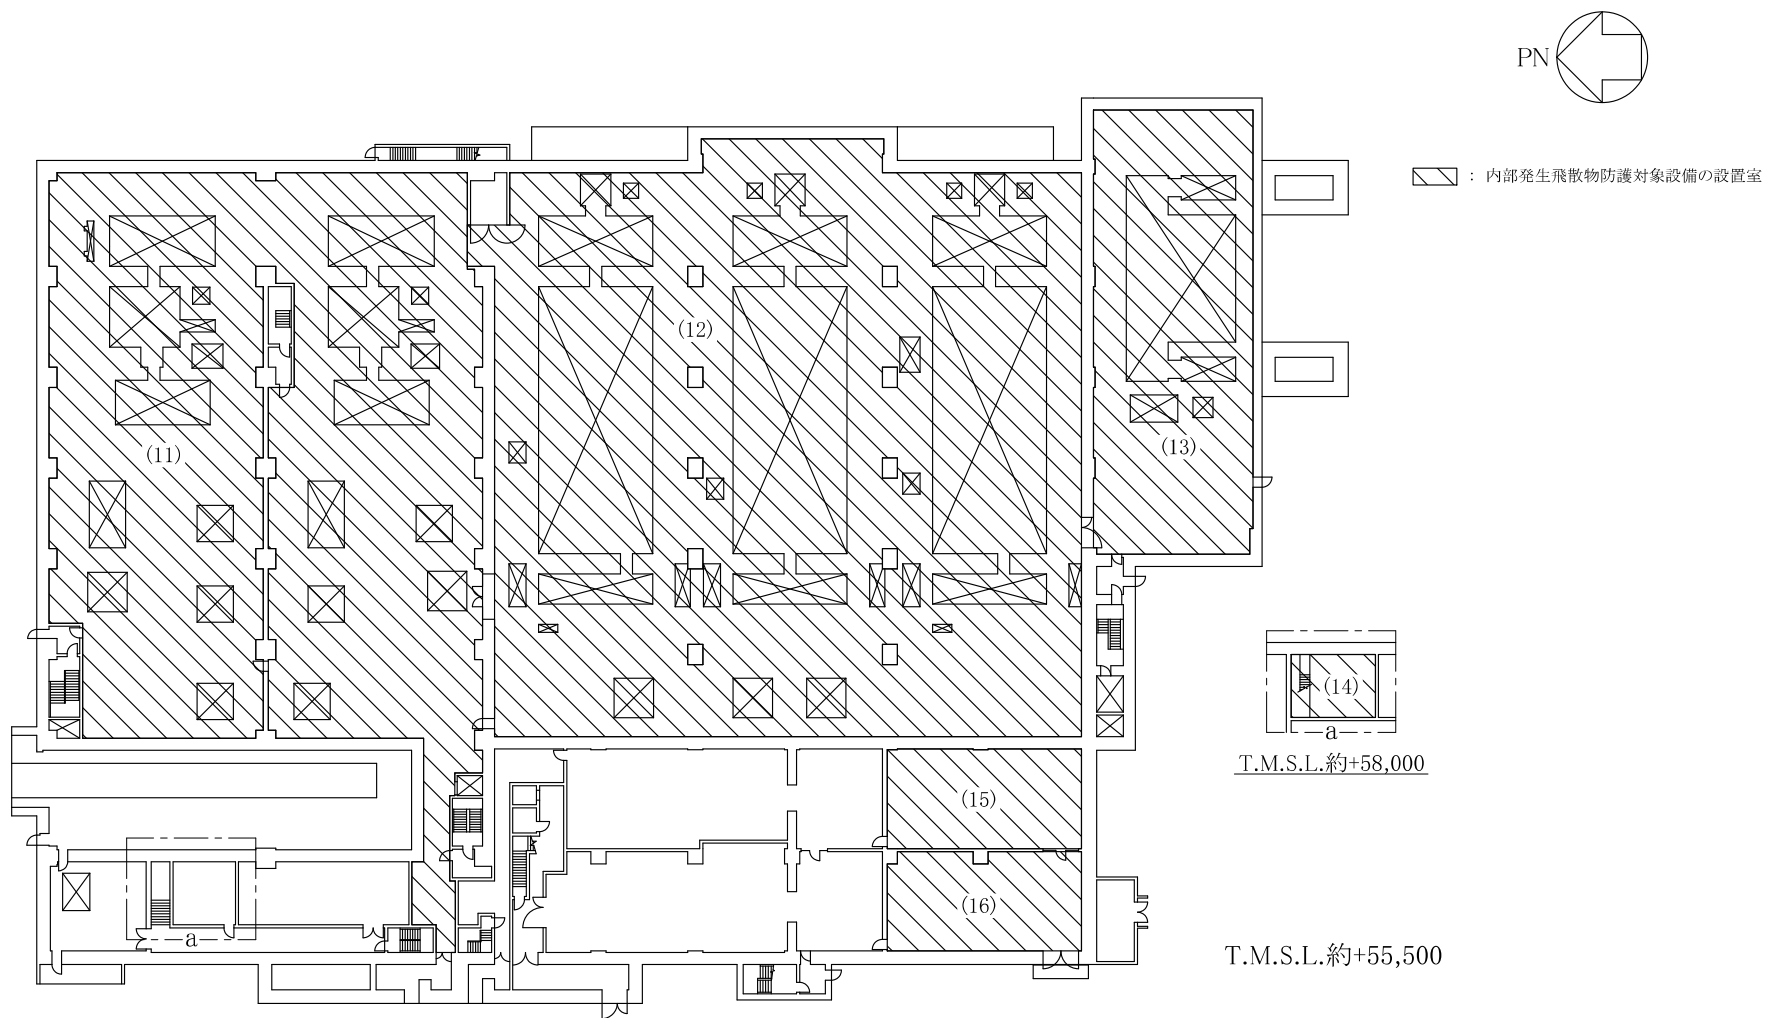 PN
：内部発生飛散物防護対象設備の設置室
(12)
(11)
(13)
(14)
a
T.M.S.L.約+58,000
(15)
(16)
a
T.M.S.L.約+55,500